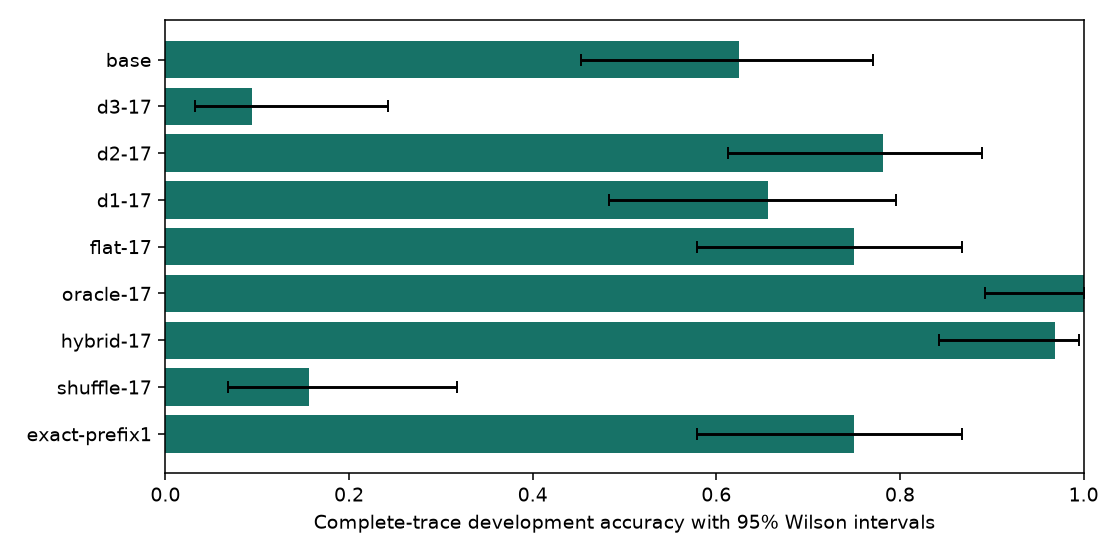 base
d3-17
d2-17
d1-17
flat-17
oracle-17
hybrid-17
shuffle-17
exact-prefix1
0.0 0.2 0.4 0.6 0.8 1.0
Complete-trace development accuracy with 95% Wilson intervals